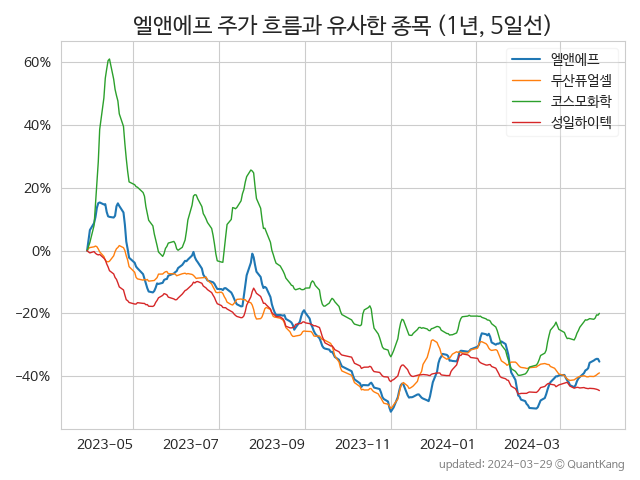 엘앤에프 주가 흐름과 유사한 종목 (1년, 5일선)
엘앤에프
두산퓨얼셀
코스모화학
성일하이텍
60%
40%
20%
0%
−20%
−40%
2023-05 2023-07 2023-09 2023-11 2024-01 2024-03
updated: 2024-03-29 © QuantKang